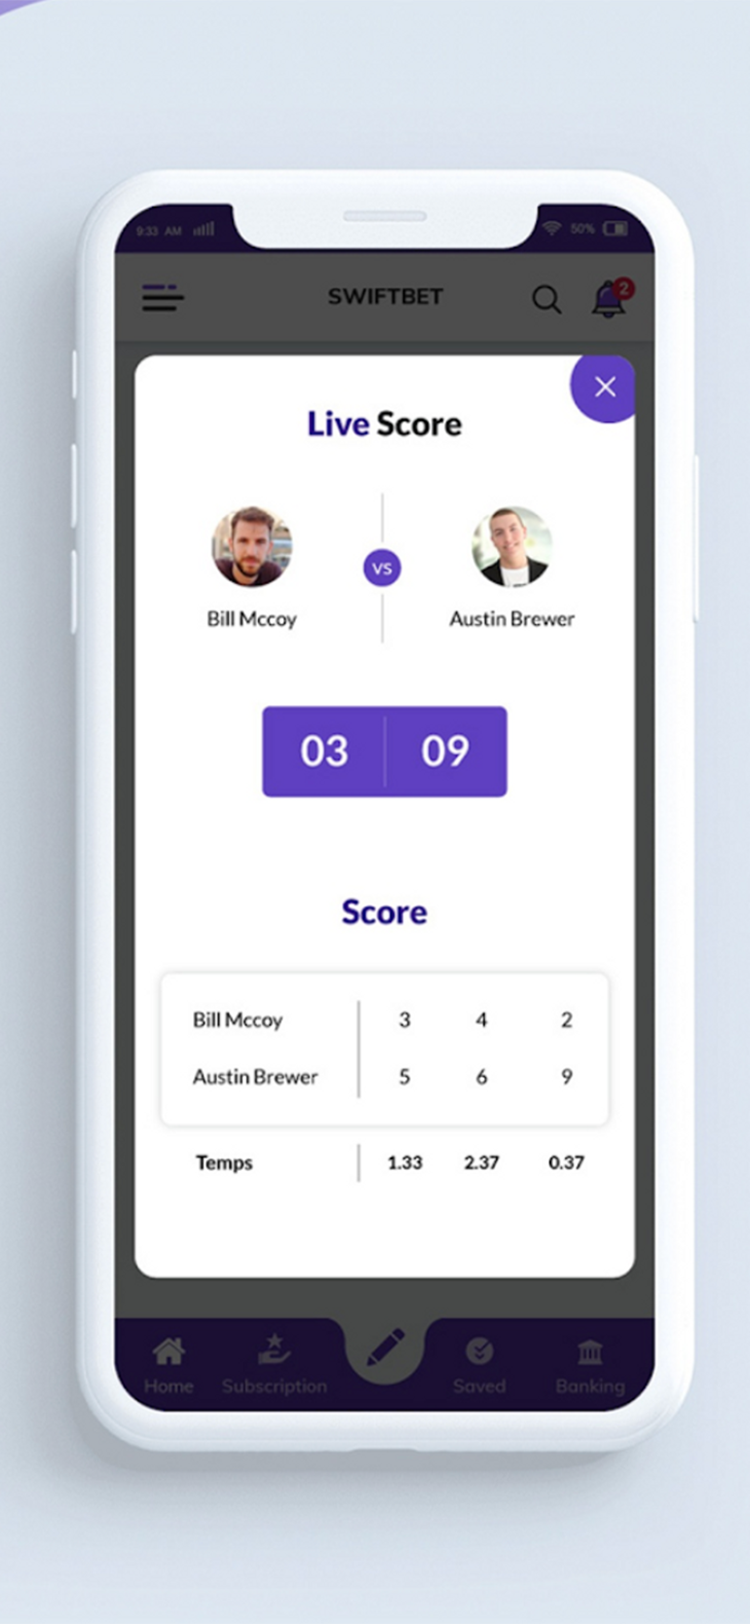 9:33 AM 50%
SWIFTBET 2
Live Score
VS
Bill Mccoy Austin Brewer
03 09
Score
Bill Mccoy 3 4 2
Austin Brewer 5 6 9
Temps 1.33 2.37 0.37
Home Subscription Saved Banking